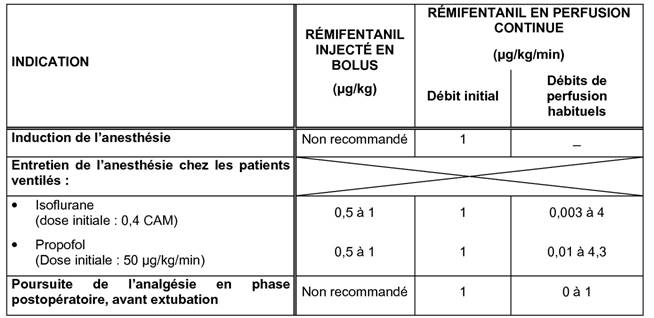 INDICATION
RÉMIFENTANIL
INJECTÉ EN
BOLUS
(µg/kg)
RÉMIFENTANIL EN PERFUSION
CONTINUE
(µg/kg/min)
Débit initial
Débits de
perfusion
habituels
Induction de l’anesthésie
Non recommandé
1
–
Entretien de l’anesthésie chez les patients
ventilés :
• Isoflurane
(dose initiale : 0,4 CAM)
0,5 à 1
1
0,003 à 4
• Propofol
(Dose initiale : 50 µg/kg/min)
0,5 à 1
1
0,01 à 4,3
Poursuite de l’analgésie en phase
postopératoire, avant extubation
Non recommandé
1
0 à 1